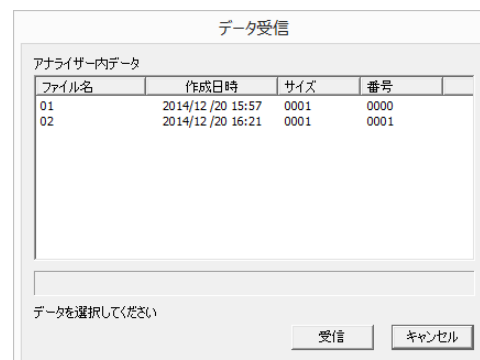 データ受信
アナライザー内データ
ファイル名 作成日時 サイズ 番号
01 2014/12 /20 15:57 0001 0000
02 2014/12 /20 16:21 0001 0001
データを選択してください
受信 キャンセル